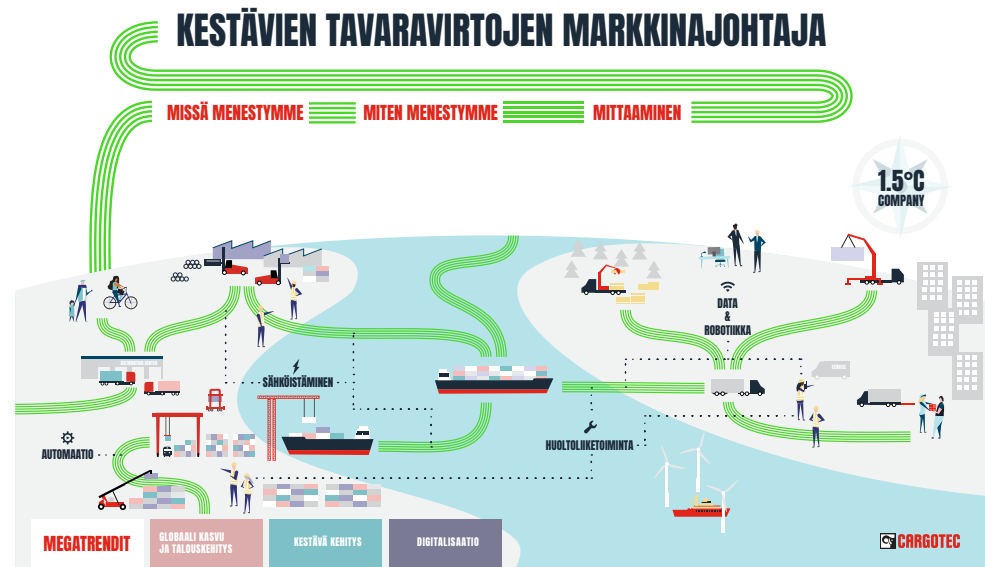 KESTÄVIEN TAVARAVIRTOJEN MARKKINAJOHTAJA
MISSÄ MENESTYMME
MITEN MENESTYMME
MITTAAMINEN
1.5°C
COMPANY
DATA
&
ROBOTIIKKA
SÄHKÖISTÄMINEN
AUTOMAATIO
HUOLTOLIIKETOIMINTA
MEGATRENDIT
GLOBAALI KASVU
JA TALOUSKEHITYS
KESTÄVÄ KEHITYS
DIGITALISAATIO
CARGOTEC